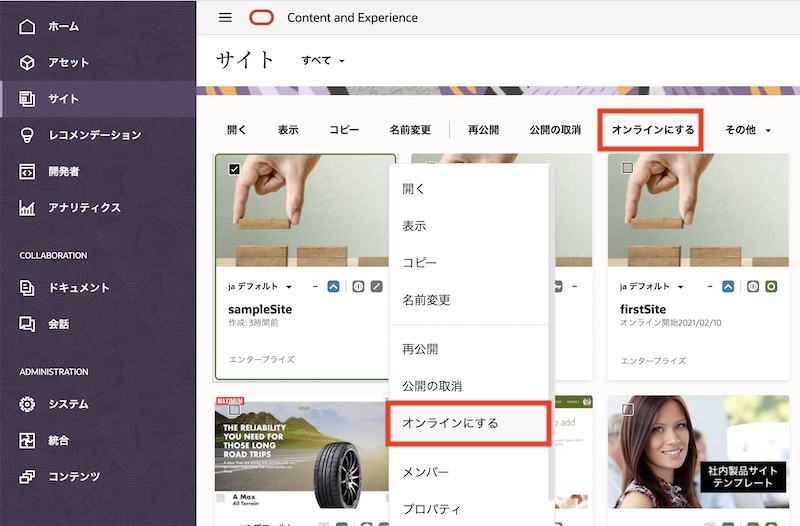 ホーム
アセット
サイト
レコメンデーション
開発者
アナリティクス
COLLABORATION
ドキュメント
会話
ADMINISTRATION
システム
統合
コンテンツ
Content and Experience
サイト すべて
開く 表示 コピー 名前変更 再公開 公開の取消 オンラインにする その他
ja デフォルト
sampleSite
作成: 3時間前
エンタープライズ
開く
表示
コピー
名前変更
再公開
公開の取消
オンラインにする
メンバー
プロパティ
ja デフォルト
firstSite
オンライン開始2021/02/10
エンタープライズ
MAXIMUM
THE RELIABILITY
YOU NEED FOR
THOSE LONG
ROAD TRIPS
A Max
All Terrain
to add
社内製品サイト
テンプレート